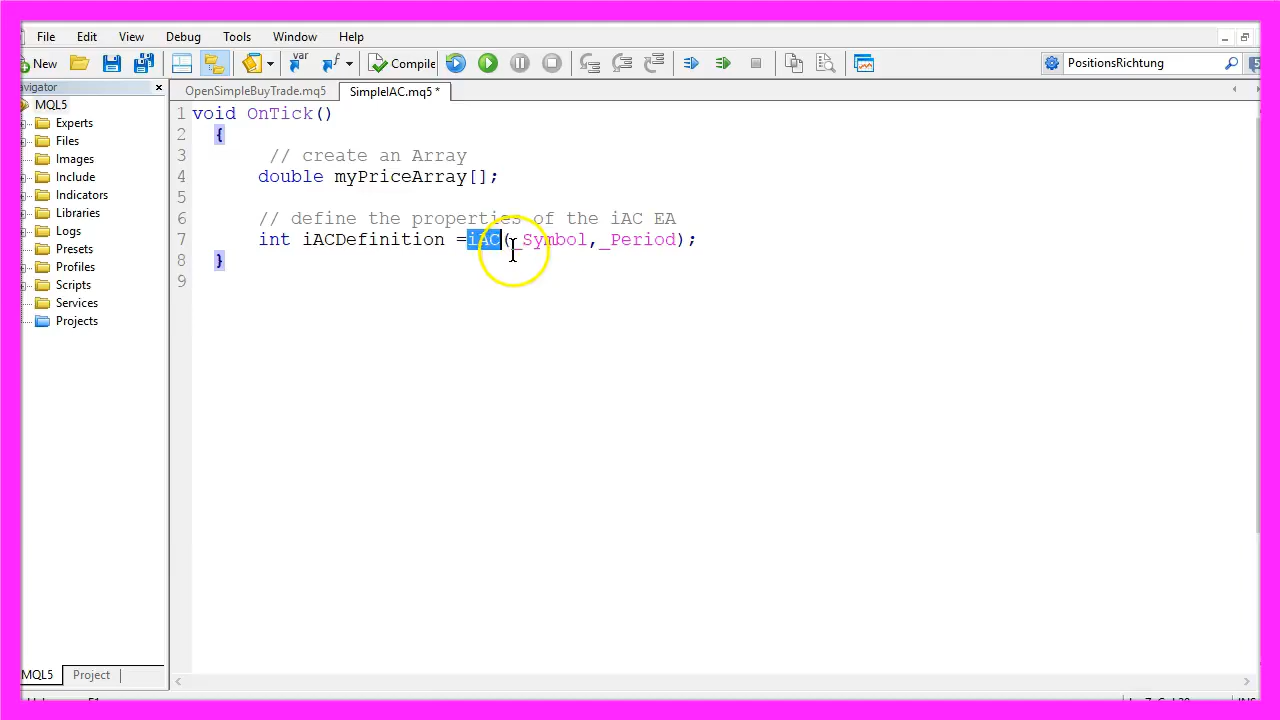 File Edit View Debug Tools Window Help
New var Compile PositionsRichtung
avigator × OpenSimpleBuyTrade.mq5 SimpleIAC.mq5 *
MQL5
Experts
Files
Images
Include
Indicators
Libraries
Logs
Presets
Profiles
Scripts
Services
Projects
1 void OnTick()
2 {
3 // create an Array
4 double myPriceArray[];
5
6 // define the properties of the iAC EA
7 int iACDefinition =iAC(_Symbol,_Period);
8 }
9
MQL5 Project